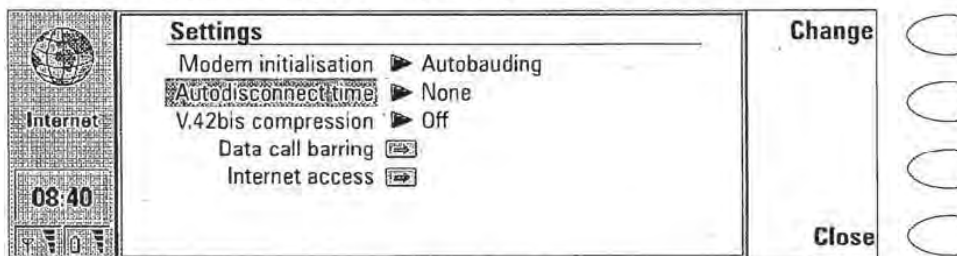 Settings
Change
Modem initialisation Autobauding
Autodisconnect time None
Internet
V.42bis compression Off
Data call barring
Internet access
08:40
Close